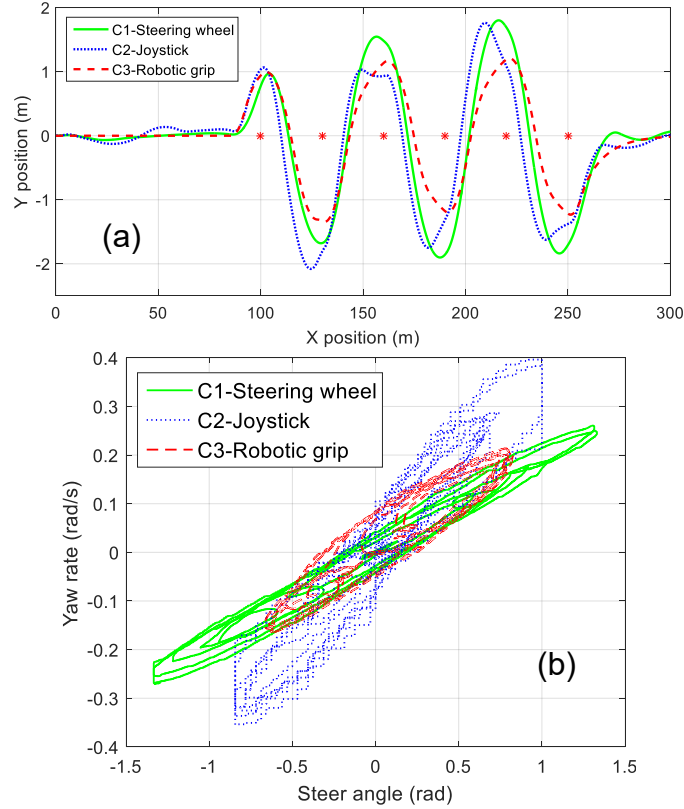 2
1
0
-1
-2
Y position (m)
C1-Steering wheel
C2-Joystick
C3-Robotic grip
(a)
0 50 100 150 200 250 300
X position (m)
0.4
0.3
0.2
0.1
0
-0.1
-0.2
-0.3
-0.4
Yaw rate (rad/s)
C1-Steering wheel
C2-Joystick
C3-Robotic grip
(b)
-1.5 -1 -0.5 0 0.5 1 1.5
Steer angle (rad)